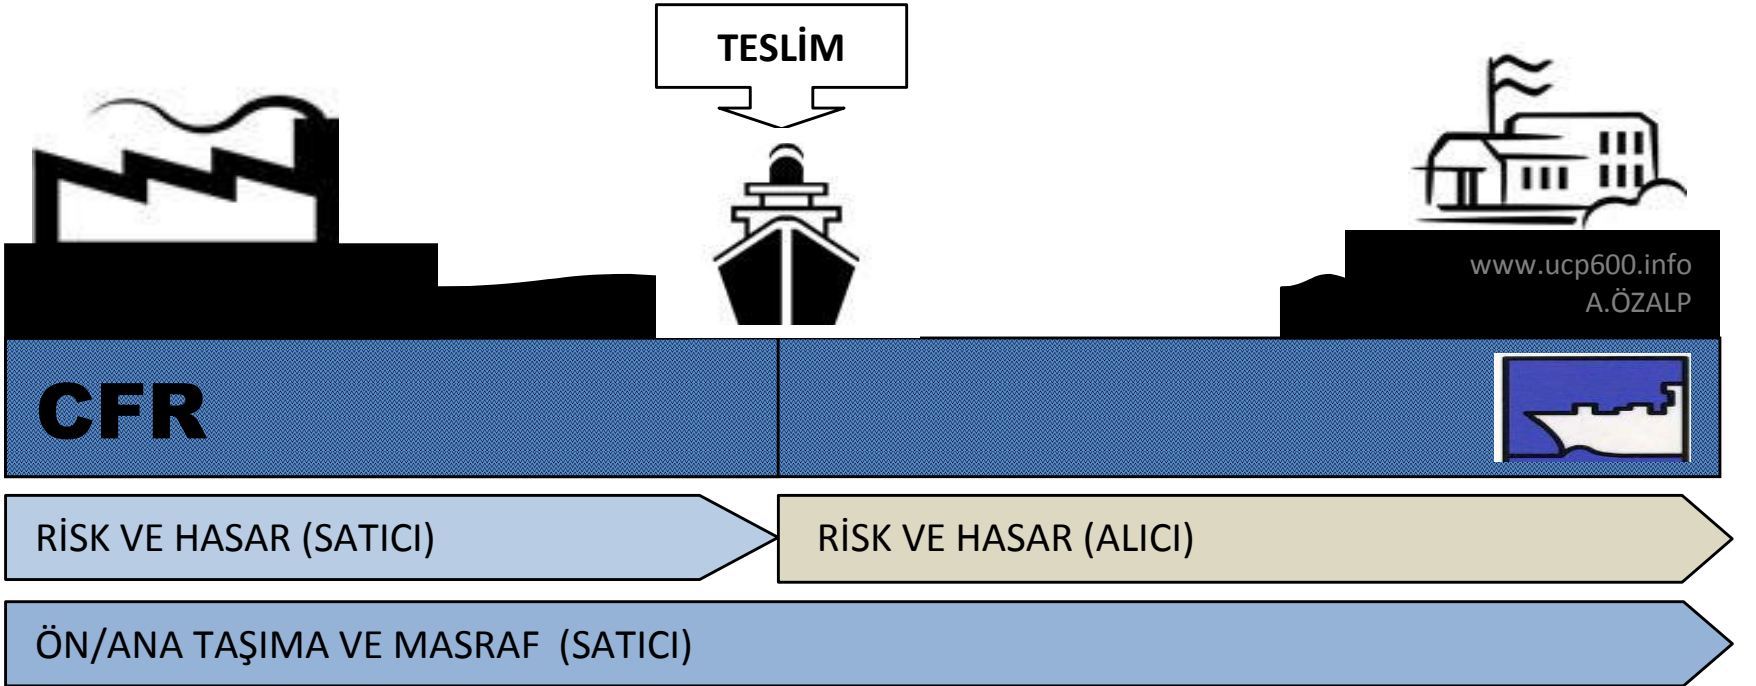 TESLİM
www.ucp600.info
A.ÖZALP
CFR
RİSK VE HASAR (SATICI)
RİSK VE HASAR (ALICI)
ÖN/ANA TAŞIMA VE MASRAF  (SATICI)